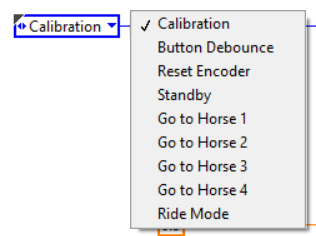 Calibration
Calibration
Button Debounce
Reset Encoder
Standby
Go to Horse 1
Go to Horse 2
Go to Horse 3
Go to Horse 4
Ride Mode